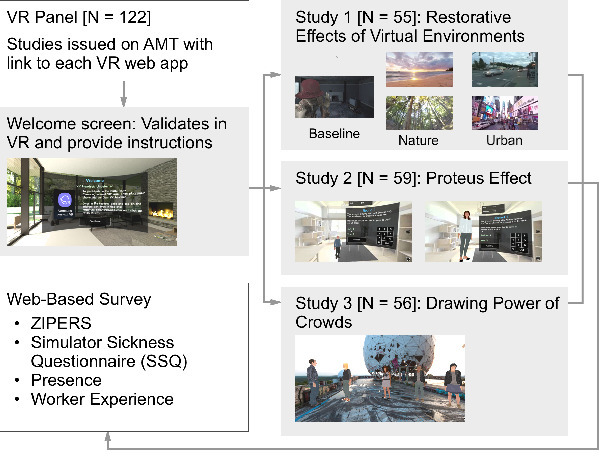 VR Panel [N = 122]
Studies issued on AMT with
link to each VR web app
Welcome screen: Validates in
VR and provide instructions
Web-Based Survey
• ZIPERS
• Simulator Sickness
Questionnaire (SSQ)
• Presence
• Worker Experience
Study 1 [N = 55]: Restorative
Effects of Virtual Environments
Baseline
Nature
Urban
Study 2 [N = 59]: Proteus Effect
Study 3 [N = 56]: Drawing Power of
Crowds